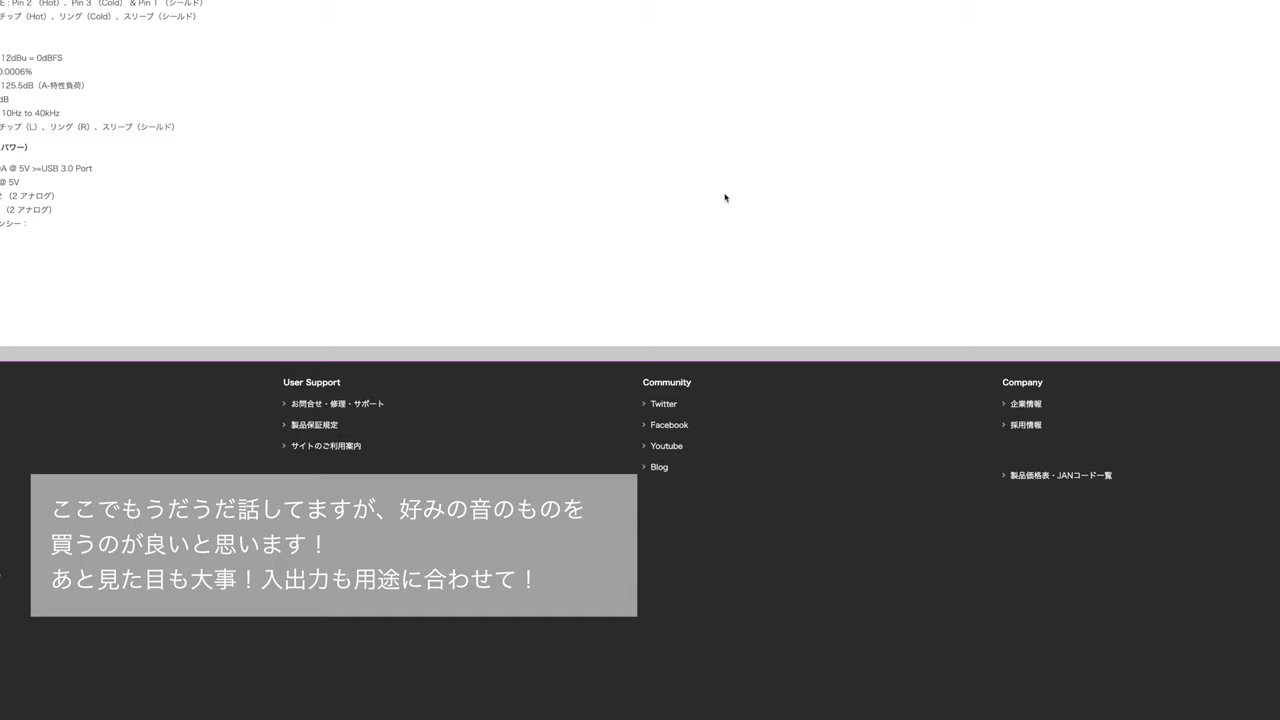 E : Pin 2 （Hot）、Pin 3 （Cold） & Pin 1 （シールド）
チップ（Hot）、リング（Cold）、スリーブ（シールド）
12dBu = 0dBFS
0.0006%
125.5dB（A-特性負荷）
dB
10Hz to 40kHz
チップ（L）、リング（R）、スリーブ（シールド）
パワー）
A @ 5V >=USB 3.0 Port
@ 5V
（2 アナログ）
（2 アナログ）
ンシー :
User Support
お問合せ・修理・サポート
製品保証規定
サイトのご利用案内
Community
Twitter
Facebook
Youtube
Blog
Company
企業情報
採用情報
製品価格表・JANコード一覧
ここでもうだうだ話してますが、好みの音のものを
買うのが良いと思います！
あと見た目も大事！入出力も用途に合わせて！